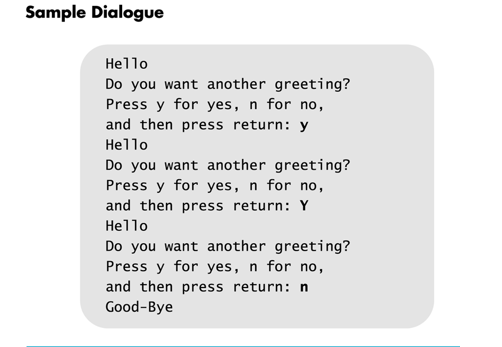 Sample Dialogue
Hello
Do you want another greeting?
Press y for yes, n for no,
and then press return: y
Hello
Do you want another greeting?
Press y for yes, n for no,
and then press return: Y
Hello
Do you want another greeting?
Press y for yes, n for no,
and then press return: n
Good-Bye